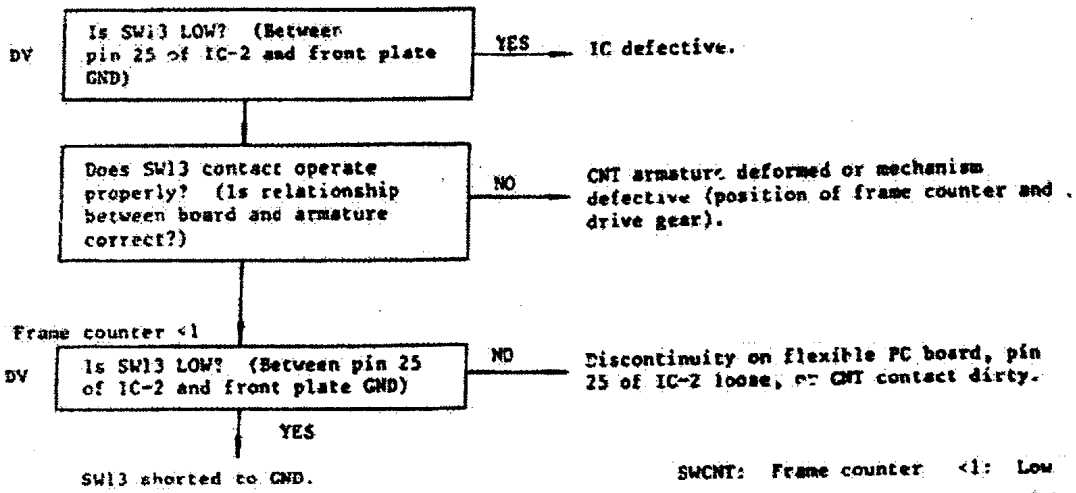 Is SW13 LOW? (Between
pin 25 of IC-2 and front plate
GND)
DV
YES
IC defective.
Does SW13 contact operate
properly? (Is relationship
between board and armature
correct?)
NO
CNT armature deformed or mechanism
defective (position of frame counter and
drive gear).
Frame counter <1
DV
Is SW13 LOW? (Between pin 25
of IC-2 and front plate GND)
NO
Discontinuity on flexible PC board, pin
25 of IC-2 loose, or CNT contact dirty.
YES
SW13 shorted to GND.
SWCNT: Frame counter <1: Low